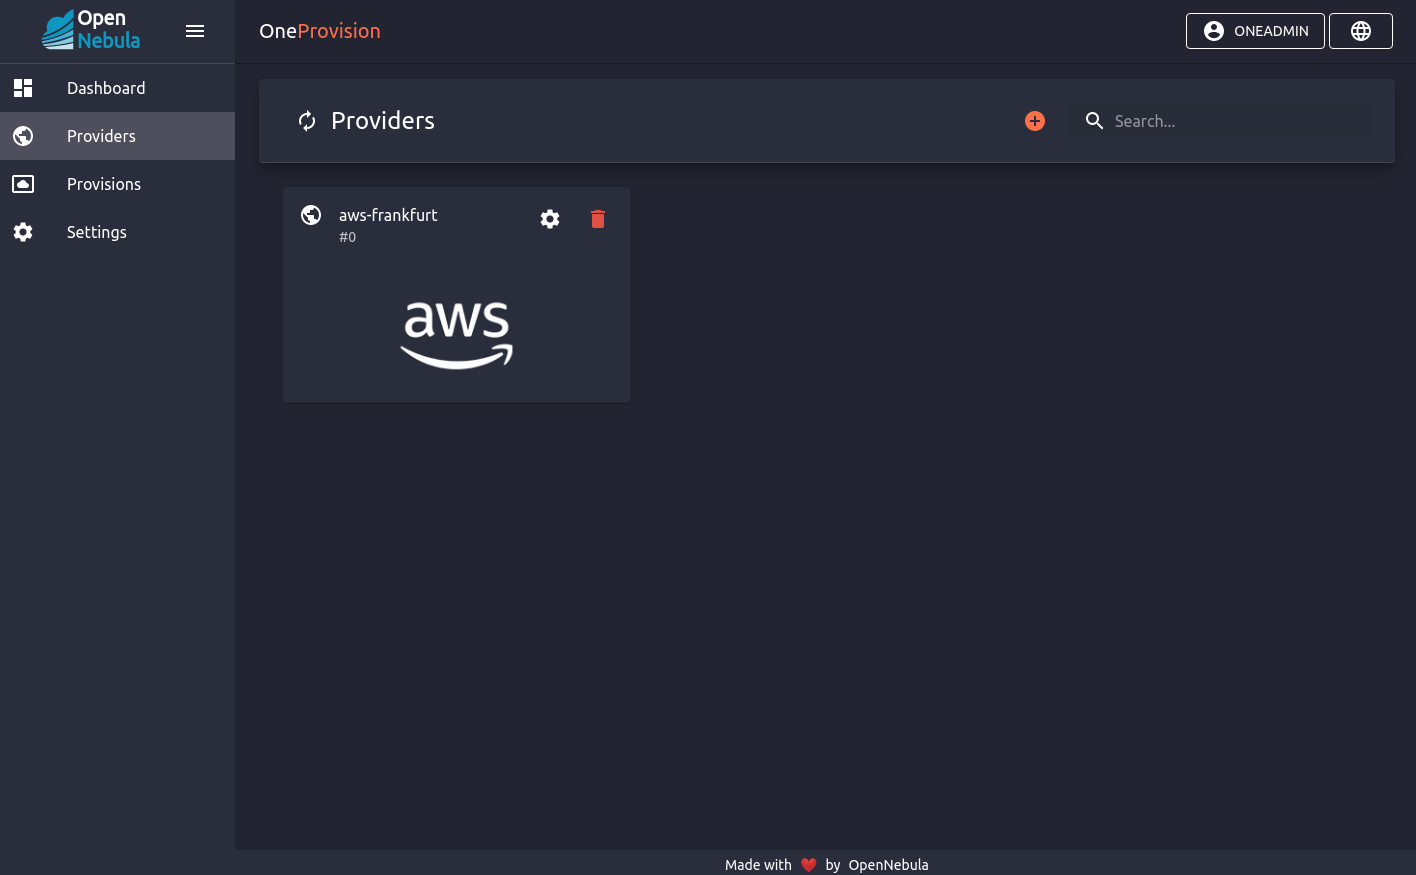 Open
Nebula
OneProvision
ONEADMIN
Dashboard
Providers
Provisions
Settings
Providers
Search...
aws-frankfurt
#0
aws
Made with ❤️ by OpenNebula